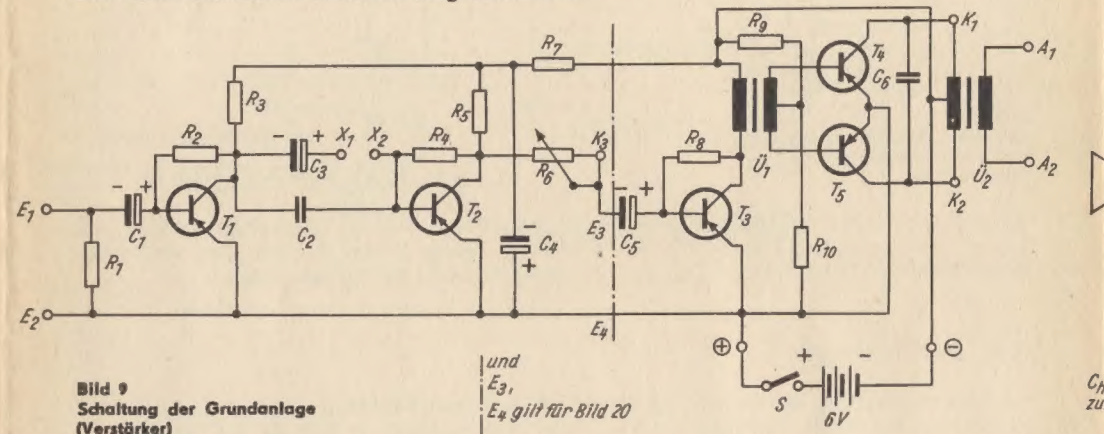 R7
R9
T4
K1
A1
C6
R3
R5
R2
C3
X1
X2
R4
R6
K3
R8
Ü1
T5
Ü2
A2
K2
E1
C1
T1
C2
T2
C4
E3
C5
T3
R10
R1
E2
E4
S
6V
Bild 9
Schaltung der Grundanlage
(Verstärker)
und
E3,
E4 gilt für Bild 20